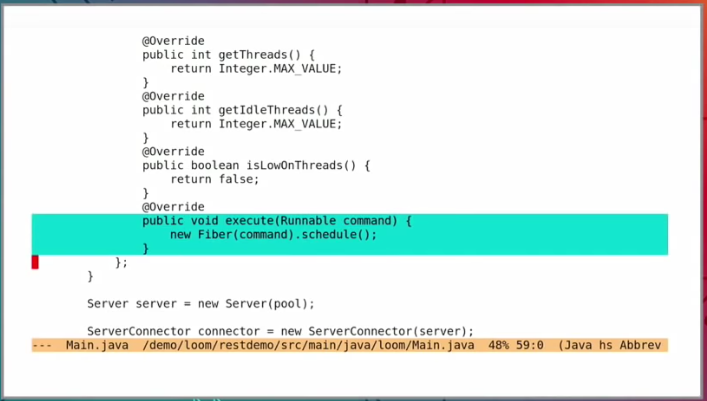 @Override
public int getThreads() {
return Integer.MAX_VALUE;
}
@Override
public int getIdleThreads() {
return Integer.MAX_VALUE;
}
@Override
public boolean isLowOnThreads() {
return false;
}
@Override
public void execute(Runnable command) {
new Fiber(command).schedule();
}
};
}
Server server = new Server(pool);
ServerConnector connector = new ServerConnector(server);
--- Main.java /demo/loom/restdemo/src/main/java/loom/Main.java 48% 59:0 (Java hs Abbrev